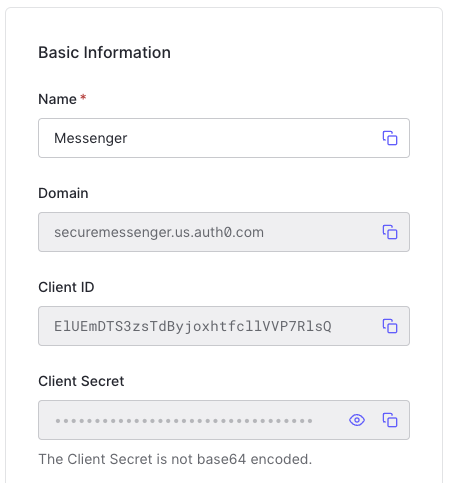 Basic Information
Name *
Messenger
Domain
securemessenger.us.auth0.com
Client ID
ElUEmDTS3zsTdByjoxhtfcllVVP7RlsQ
Client Secret
••••••••••••••••••••••••••••••••
The Client Secret is not base64 encoded.